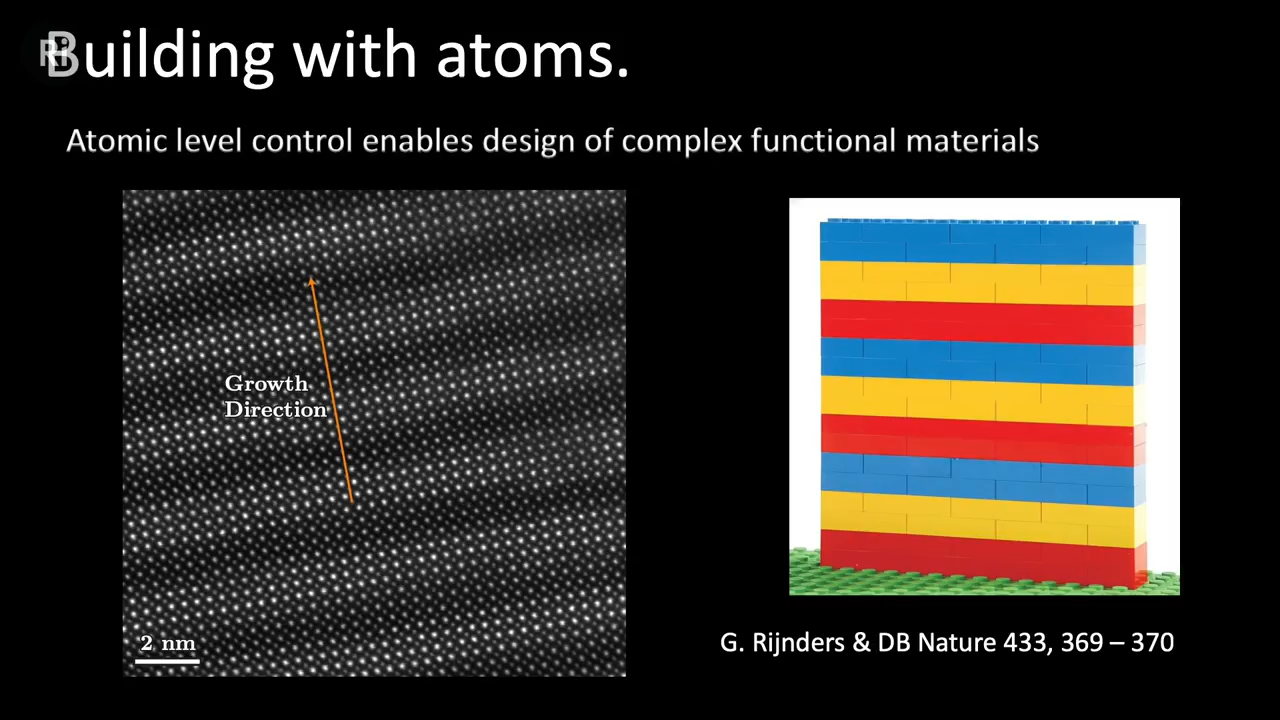 Ri
Building with atoms.
Atomic level control enables design of complex functional materials
Growth
Direction
2 nm
G. Rijnders & DB Nature 433, 369 – 370